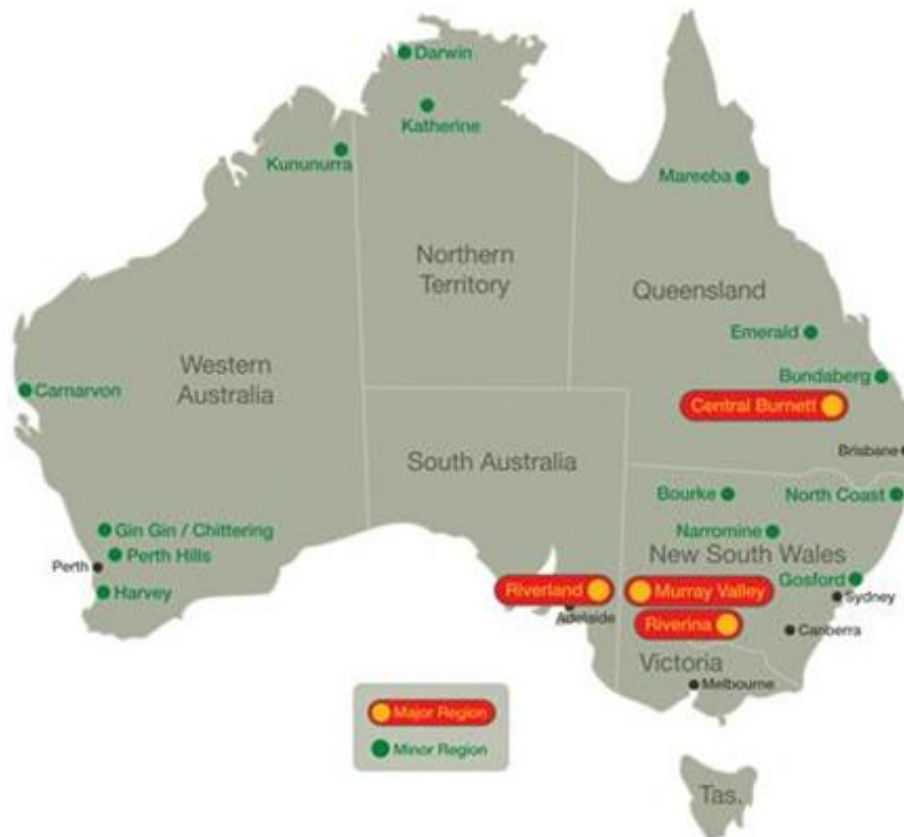 Darwin
Katherine
Kununurra
Mareeba
Northern
Territory
Queensland
Emerald
Western
Australia
Carnarvon
Bundaberg
Central Burnett
Brisbane
South Australia
Bourke
North Coast
Gin Gin / Chittering
Narromine
Perth Hills
New South Wales
Perth
Harvey
Gosford
Riverland
Murray Valley
Sydney
Adelaide
Riverina
Canberra
Victoria
Melbourne
Major Region
Minor Region
Tas.